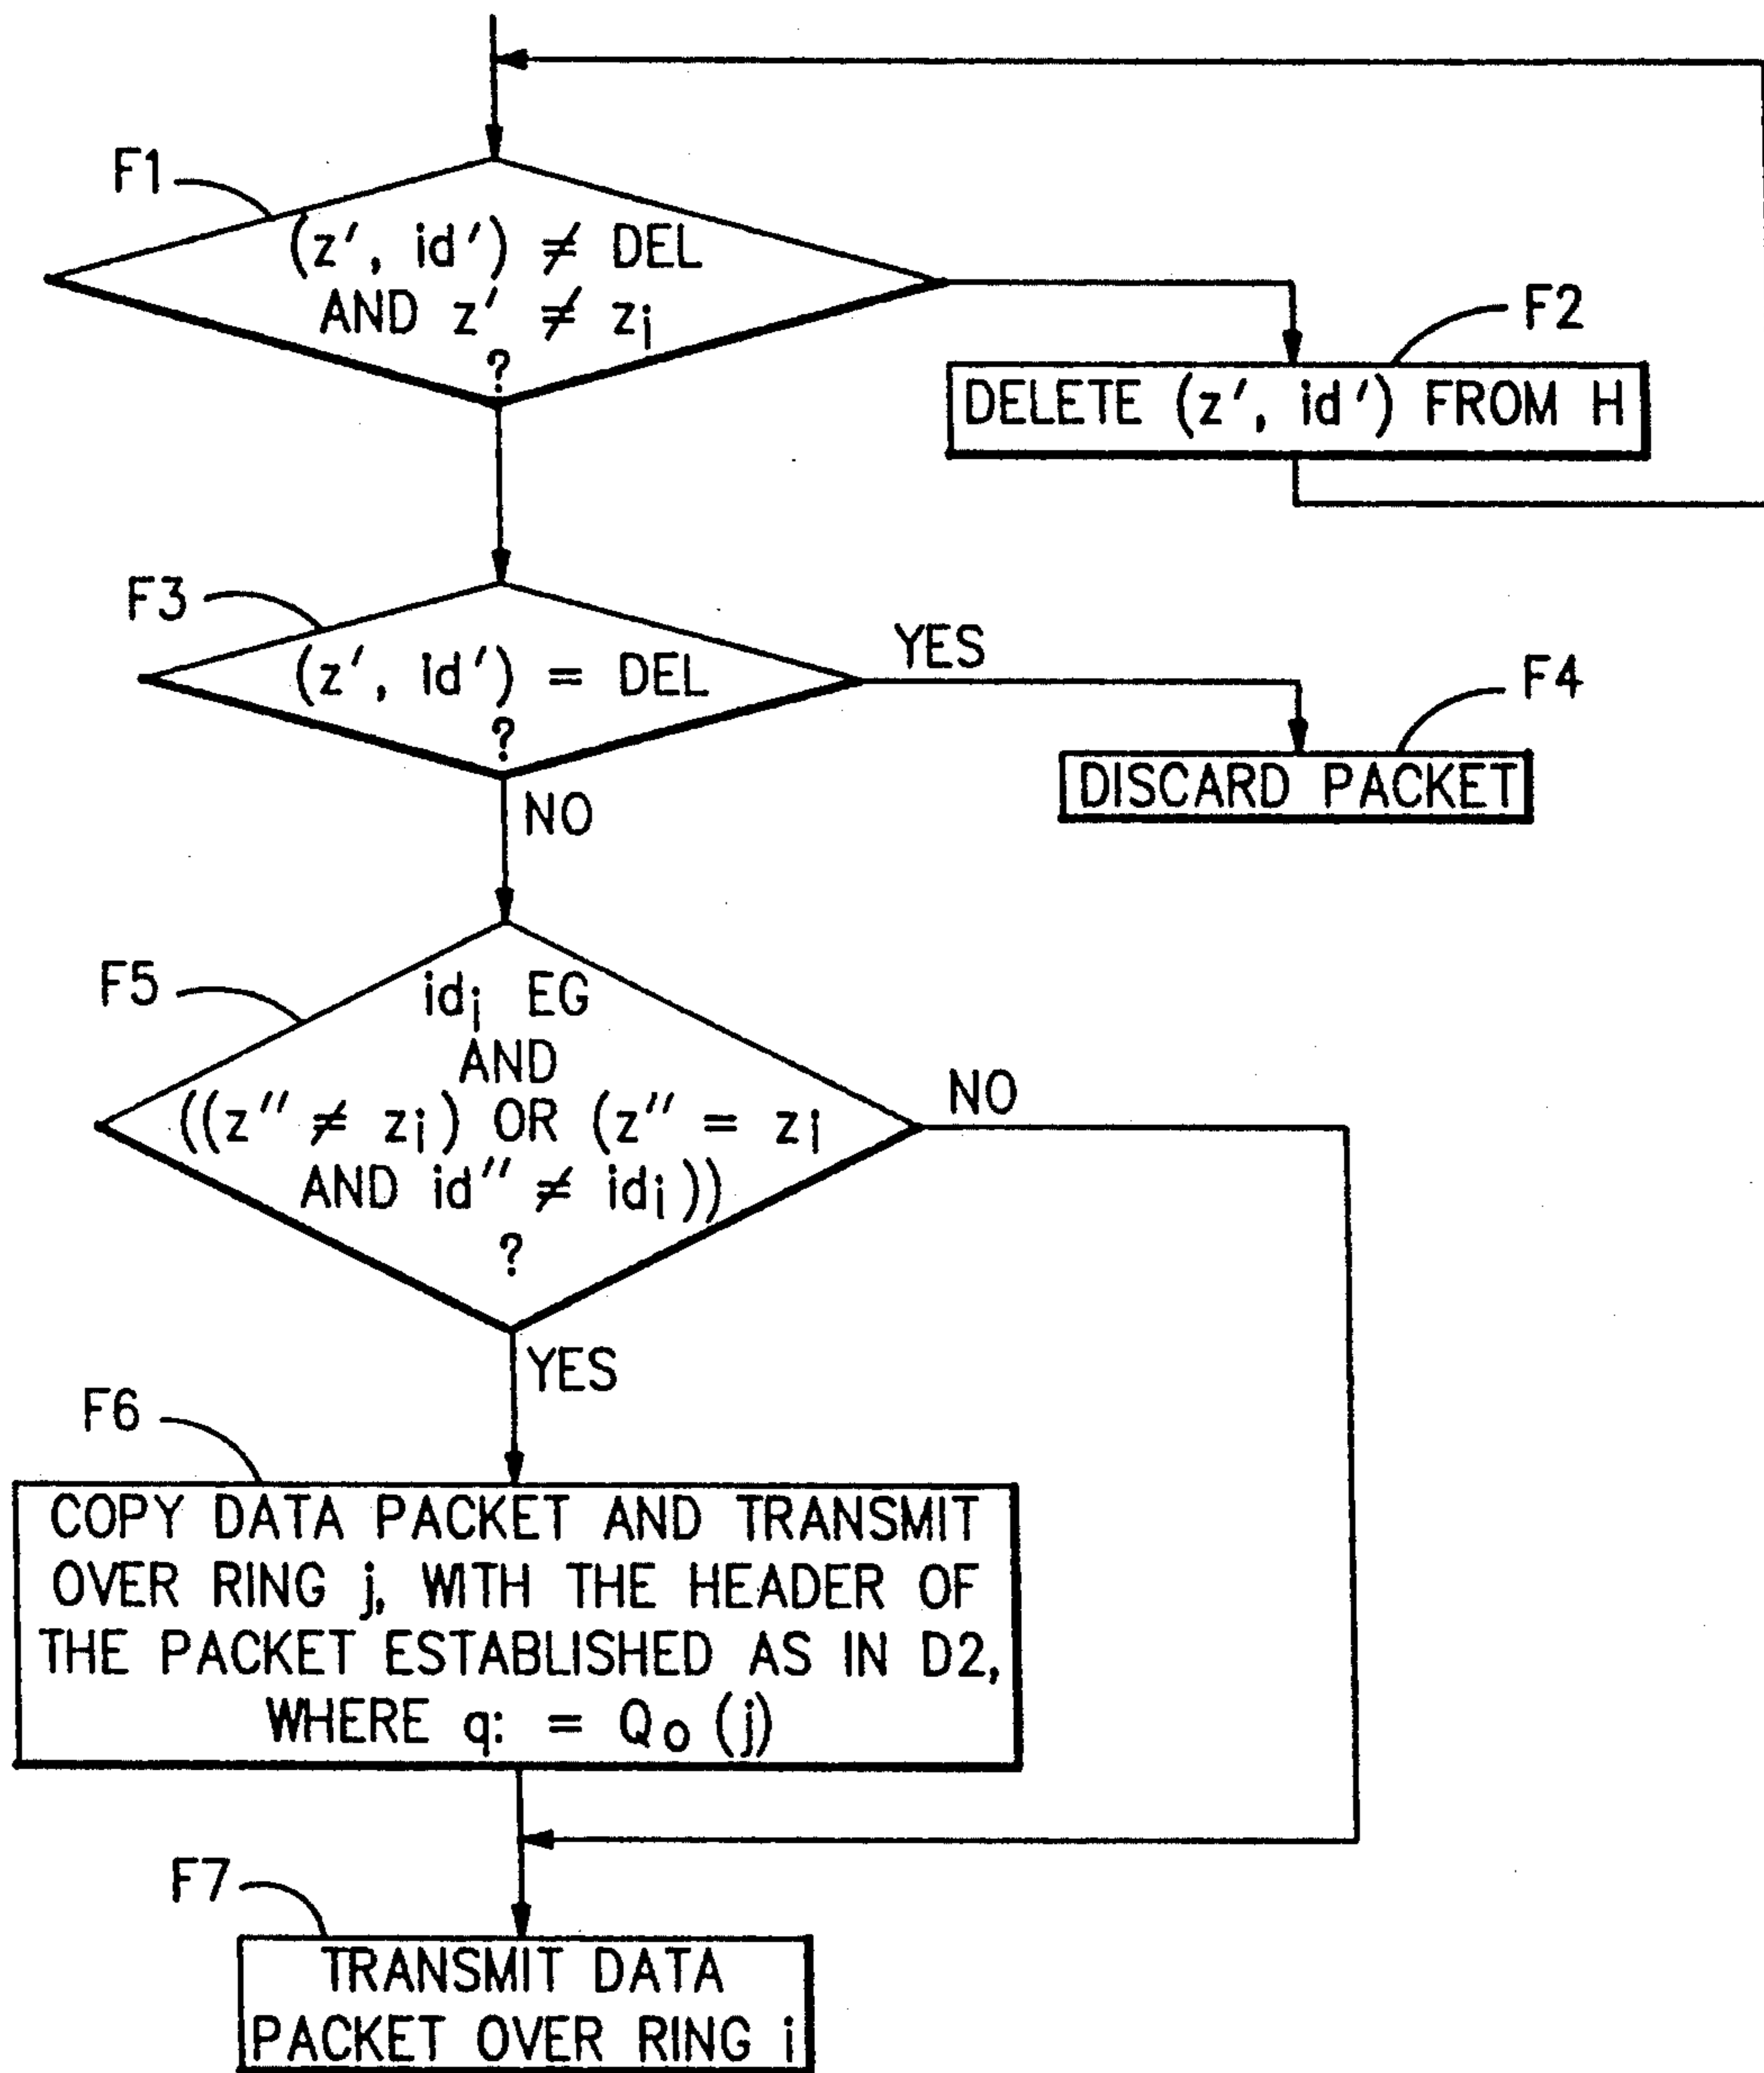 F1
(z', id') ≠ DEL
AND z' ≠ zi
?
F2
DELETE (z', id') FROM H
F3
(z', id') = DEL
?
YES
F4
DISCARD PACKET
NO
F5
idi EG
AND
((z'' ≠ zi) OR (z'' = zi
AND id'' ≠ idi))
?
NO
YES
F6
COPY DATA PACKET AND TRANSMIT
OVER RING j, WITH THE HEADER OF
THE PACKET ESTABLISHED AS IN D2,
WHERE q: = Qo (j)
F7
TRANSMIT DATA
PACKET OVER RING i